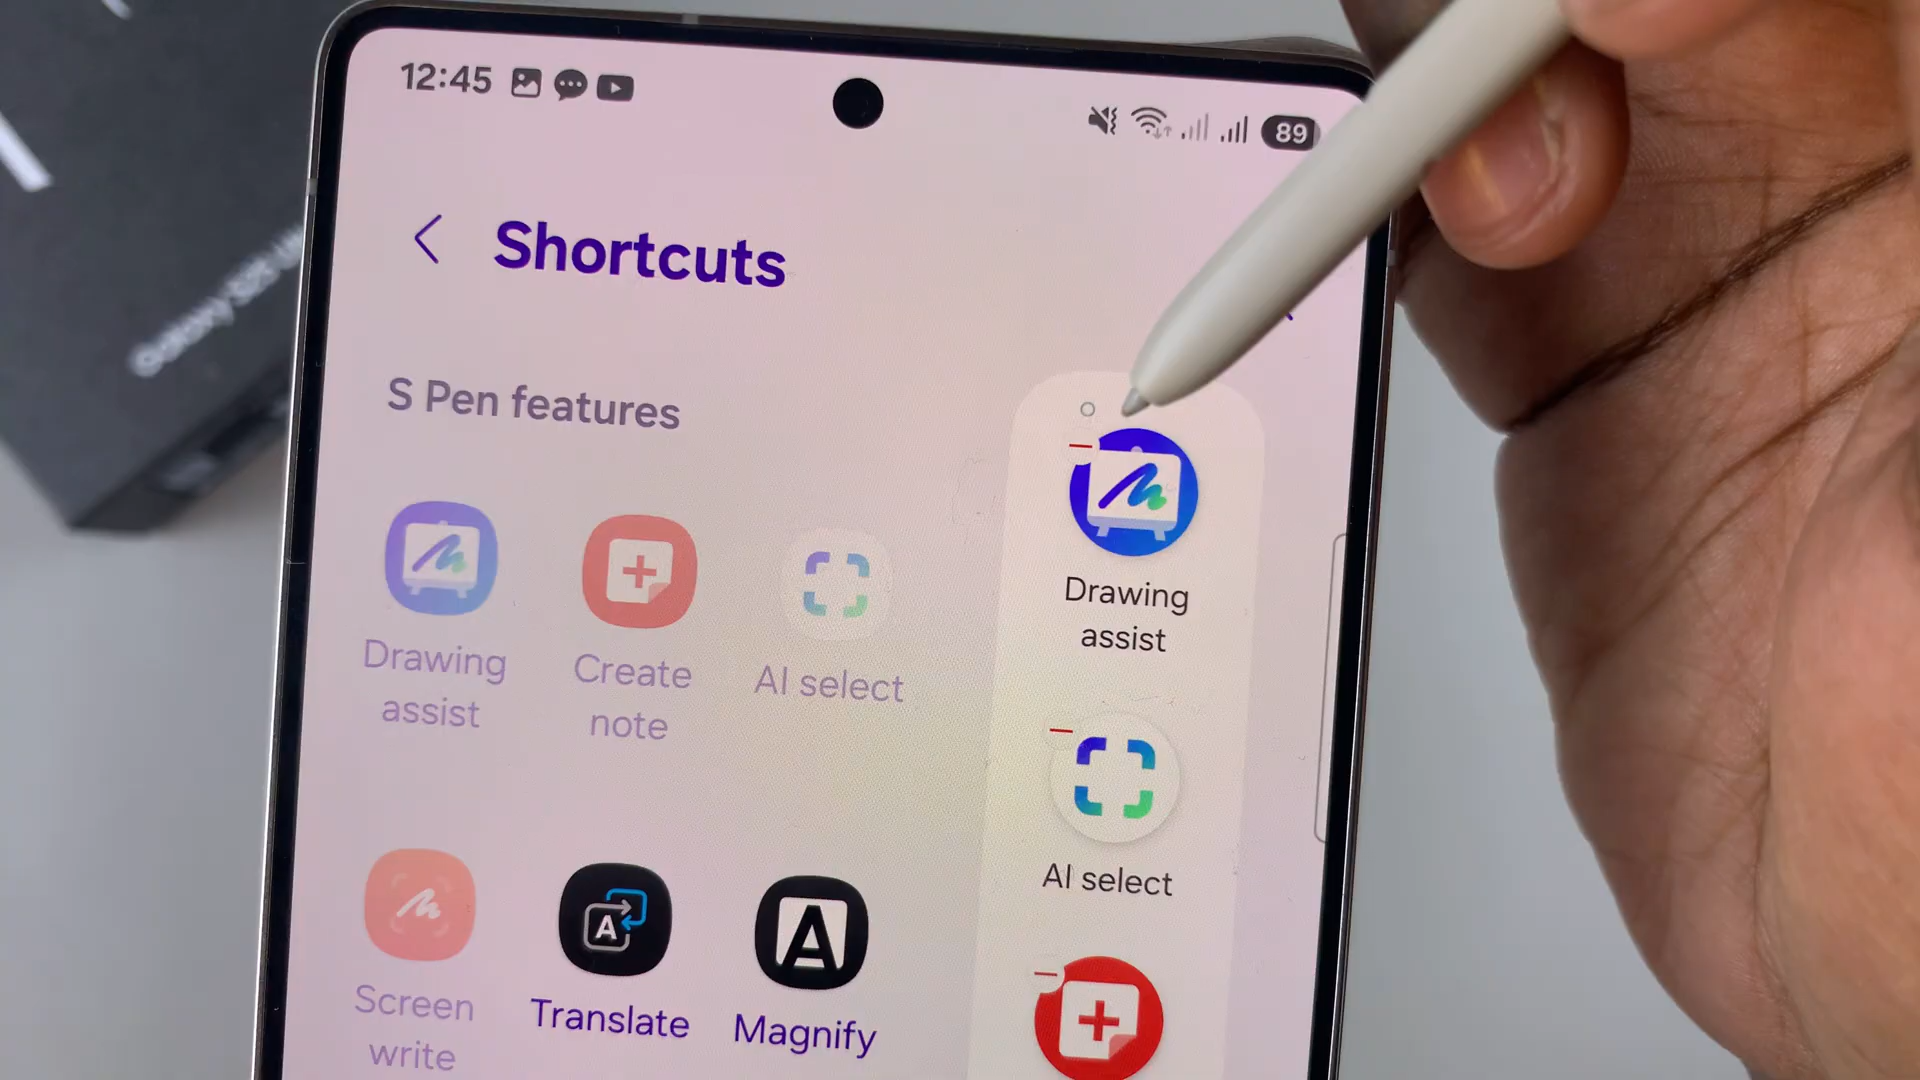 12:45
89
Shortcuts
S Pen features
Drawing
assist
Create
note
AI select
Screen
write
A
Translate
A
Magnify
Drawing
assist
AI select
Galaxy